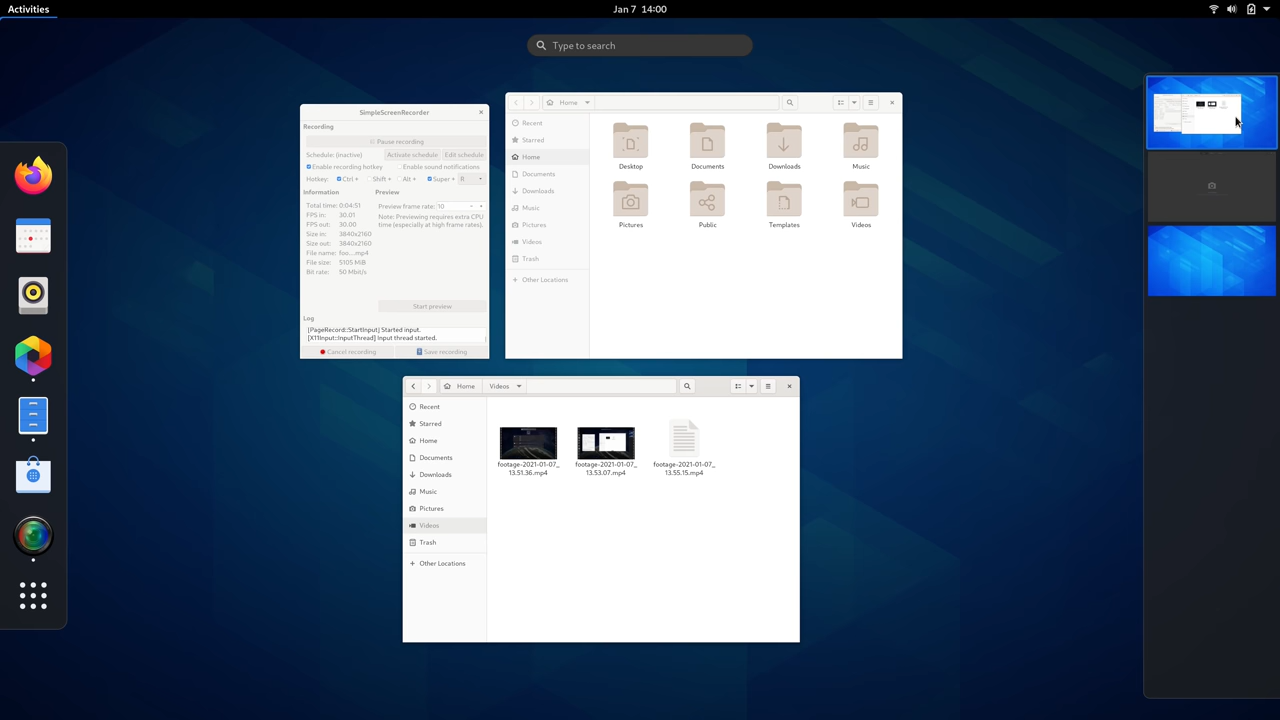 Activities
Jan 7 14:00
Type to search
SimpleScreenRecorder
Recording
Pause recording
Schedule: (inactive)
Activate schedule
Edit schedule
Enable recording hotkey
Enable sound notifications
Hotkey:
Ctrl +
Shift +
Alt +
Super +
R
Information
Preview
Total time: 0:04:51
FPS in: 30.01
FPS out: 30.00
Size in: 3840x2160
Size out: 3840x2160
File name: foo...mp4
File size: 5105 MiB
Bit rate: 50 Mbit/s
Preview frame rate: 10
Note: Previewing requires extra CPU
time (especially at high frame rates).
Start preview
Log
[PageRecord::StartInput] Started input.
[X11Input::InputThread] Input thread started.
Cancel recording
Save recording
Home
Recent
Starred
Home
Documents
Downloads
Music
Pictures
Videos
Trash
Other Locations
Desktop
Documents
Downloads
Music
Pictures
Public
Templates
Videos
Home
Videos
Recent
Starred
Home
Documents
Downloads
Music
Pictures
Videos
Trash
Other Locations
footage-2021-01-07_
13.51.36.mp4
footage-2021-01-07_
13.53.07.mp4
footage-2021-01-07_
13.55.15.mp4